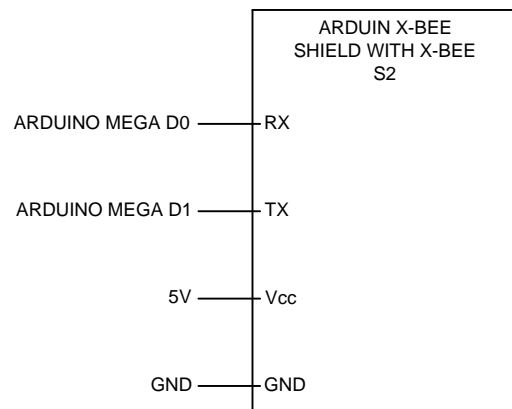 ARDUIN X-BEE
SHIELD WITH X-BEE
S2
ARDUINO MEGA D0 RX
ARDUINO MEGA D1 TX
5V Vcc
GND GND